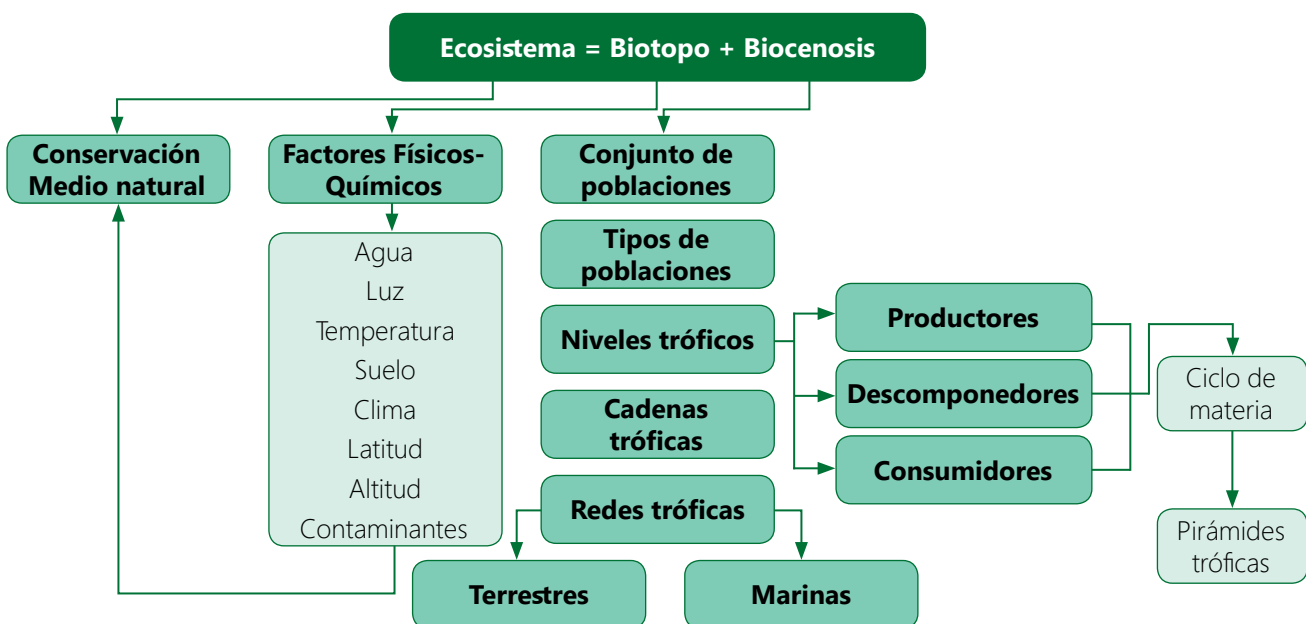 Ecosistema = Biotopo + Biocenosis
Conservación
Medio natural
Factores Físicos-
Químicos
Agua
Luz
Temperatura
Suelo
Clima
Latitud
Altitud
Contaminantes
Conjunto de
poblaciones
Tipos de
poblaciones
Niveles tróficos
Cadenas
tróficas
Redes tróficas
Terrestres
Marinas
Productores
Descomponedores
Consumidores
Ciclo de
materia
Pirámides
tróficas